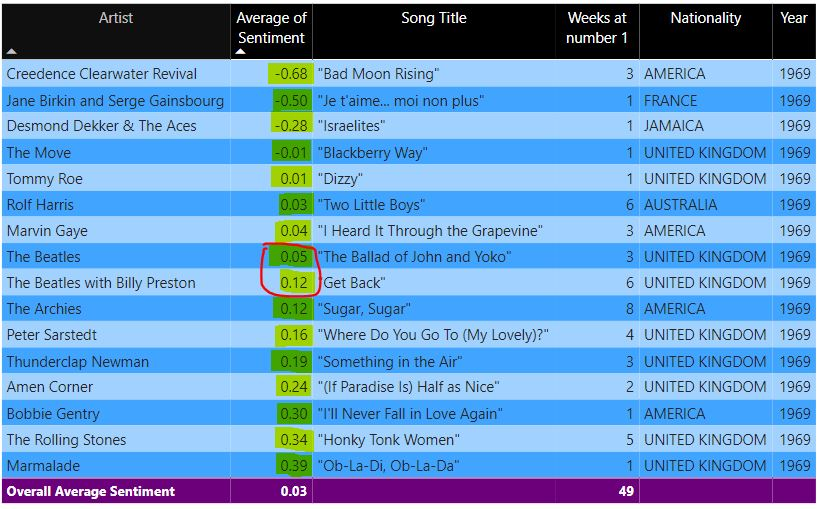 Artist Average of Sentiment Song Title Weeks at number 1 Nationality Year
Creedence Clearwater Revival -0.68 "Bad Moon Rising" 3 AMERICA 1969
Jane Birkin and Serge Gainsbourg -0.50 "Je t'aime... moi non plus" 1 FRANCE 1969
Desmond Dekker & The Aces -0.28 "Israelites" 1 JAMAICA 1969
The Move -0.01 "Blackberry Way" 1 UNITED KINGDOM 1969
Tommy Roe 0.01 "Dizzy" 1 UNITED KINGDOM 1969
Rolf Harris 0.03 "Two Little Boys" 6 AUSTRALIA 1969
Marvin Gaye 0.04 "I Heard It Through the Grapevine" 3 AMERICA 1969
The Beatles 0.05 "The Ballad of John and Yoko" 3 UNITED KINGDOM 1969
The Beatles with Billy Preston 0.12 "Get Back" 6 UNITED KINGDOM 1969
The Archies 0.12 "Sugar, Sugar" 8 AMERICA 1969
Peter Sarstedt 0.16 "Where Do You Go To (My Lovely)?" 4 UNITED KINGDOM 1969
Thunderclap Newman 0.19 "Something in the Air" 3 UNITED KINGDOM 1969
Amen Corner 0.24 "(If Paradise Is) Half as Nice" 2 UNITED KINGDOM 1969
Bobbie Gentry 0.30 "I'll Never Fall in Love Again" 1 AMERICA 1969
The Rolling Stones 0.34 "Honky Tonk Women" 5 UNITED KINGDOM 1969
Marmalade 0.39 "Ob-La-Di, Ob-La-Da" 1 UNITED KINGDOM 1969
Overall Average Sentiment 0.03 49